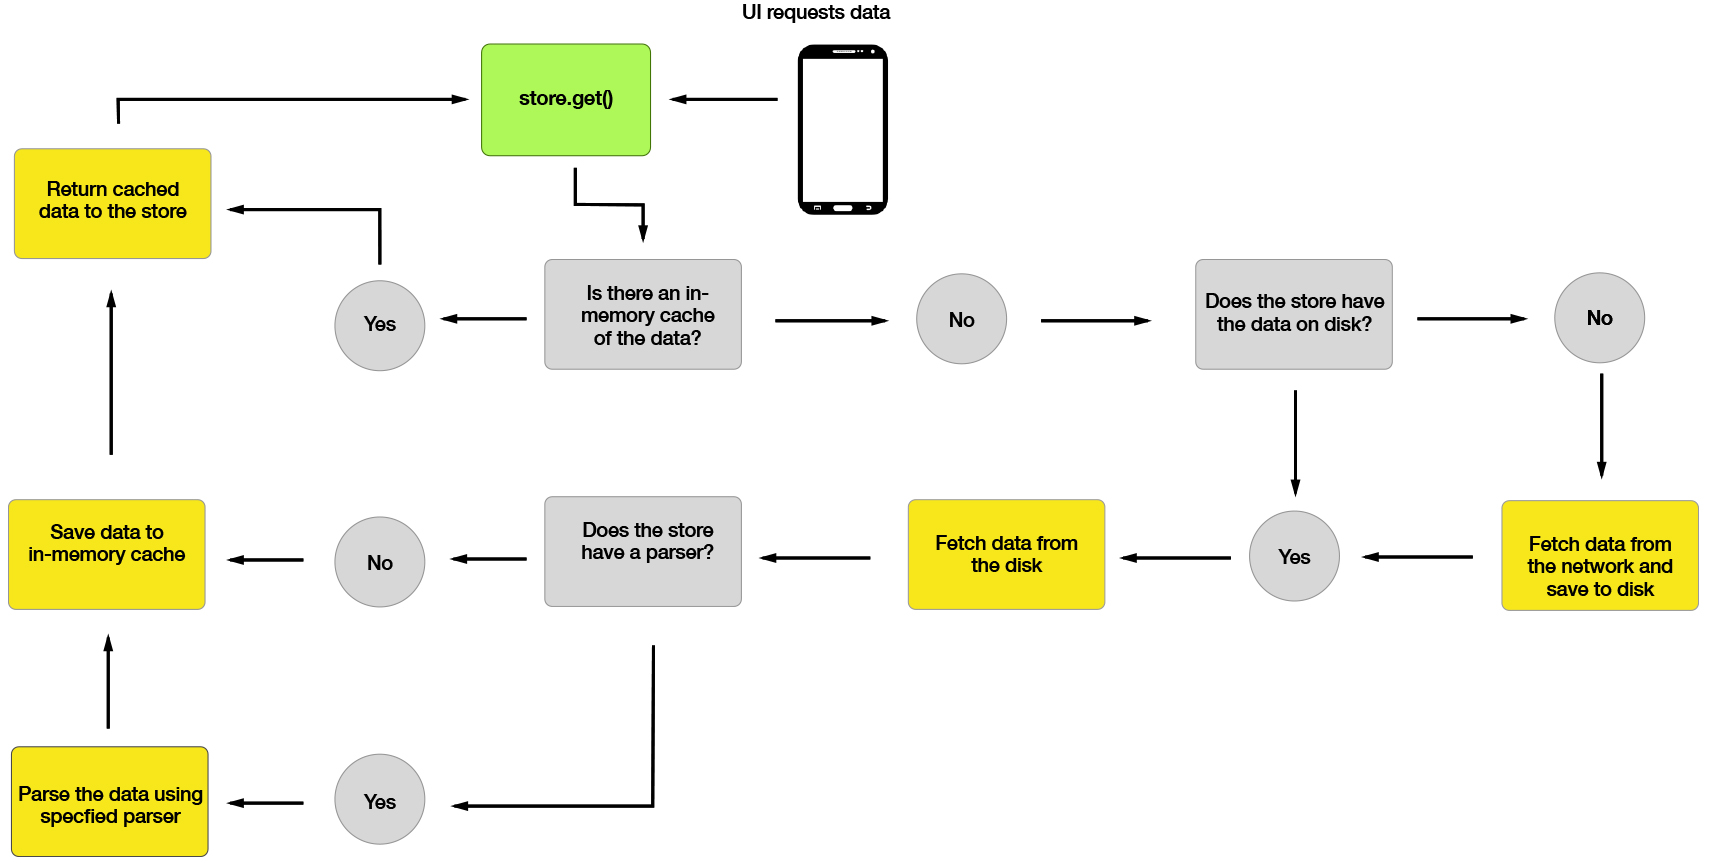 UI requests data
store.get()
Return cached
data to the store
Yes
Is there an in-
memory cache
of the data?
No
Does the store have
the data on disk?
No
Save data to
in-memory cache
No
Does the store
have a parser?
Fetch data from
the disk
Yes
Fetch data from
the network and
save to disk
Parse the data using
specfied parser
Yes